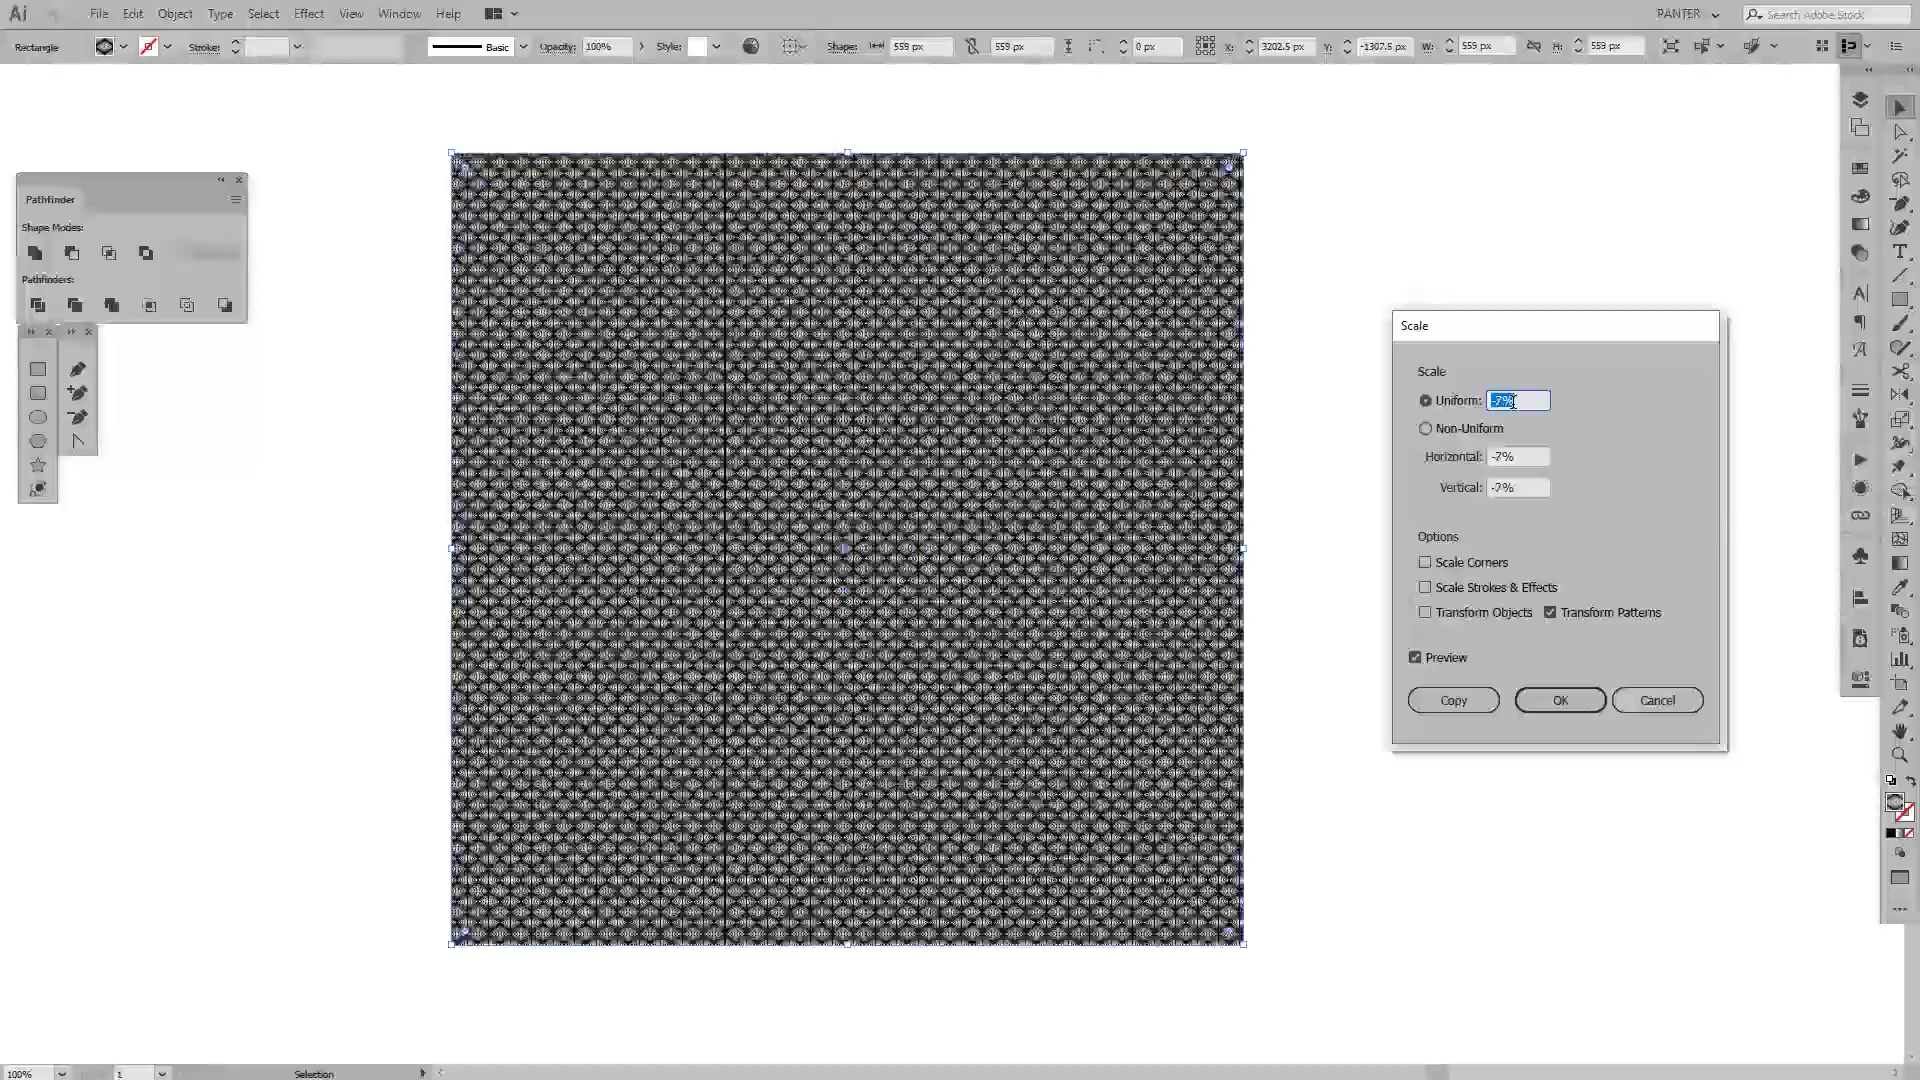 Ai File Edit Object Type Select Effect View Window Help PANTER Search Adobe Stock
Rectangle Stroke: Basic Opacity: 100% Style: Shape: 559 px 559 px 0 px X: 3202.5 px Y: -1307.5 px W: 559 px H: 559 px
Pathfinder
Shape Modes:
Pathfinders:
Scale
Scale
Uniform: -7%
Non-Uniform
Horizontal: -7%
Vertical: -7%
Options
Scale Corners
Scale Strokes & Effects
Transform Objects Transform Patterns
Preview
Copy OK Cancel
100% 1 Selection